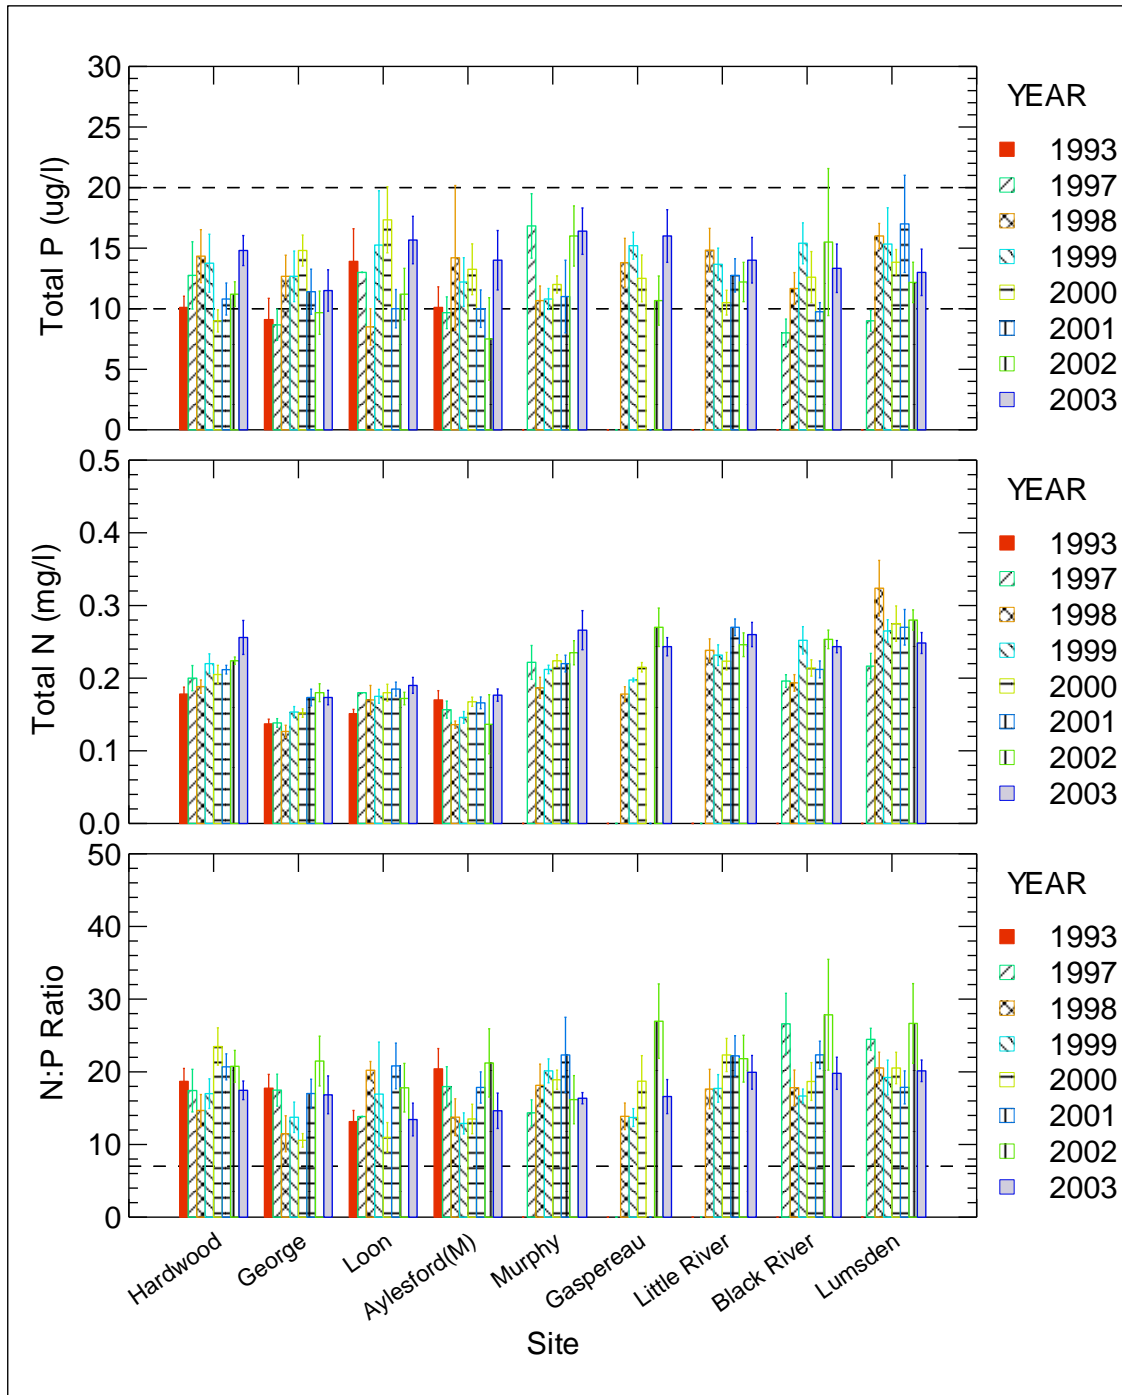 Total P (ug/l)
30
25
20
15
10
5
0
YEAR
1993
1997
1998
1999
2000
2001
2002
2003
Total N (mg/l)
0.5
0.4
0.3
0.2
0.1
0.0
YEAR
1993
1997
1998
1999
2000
2001
2002
2003
N:P Ratio
50
40
30
20
10
0
YEAR
1993
1997
1998
1999
2000
2001
2002
2003
Hardwood
George
Loon
Aylesford(M)
Murphy
Gaspereau
Little River
Black River
Lumsden
Site